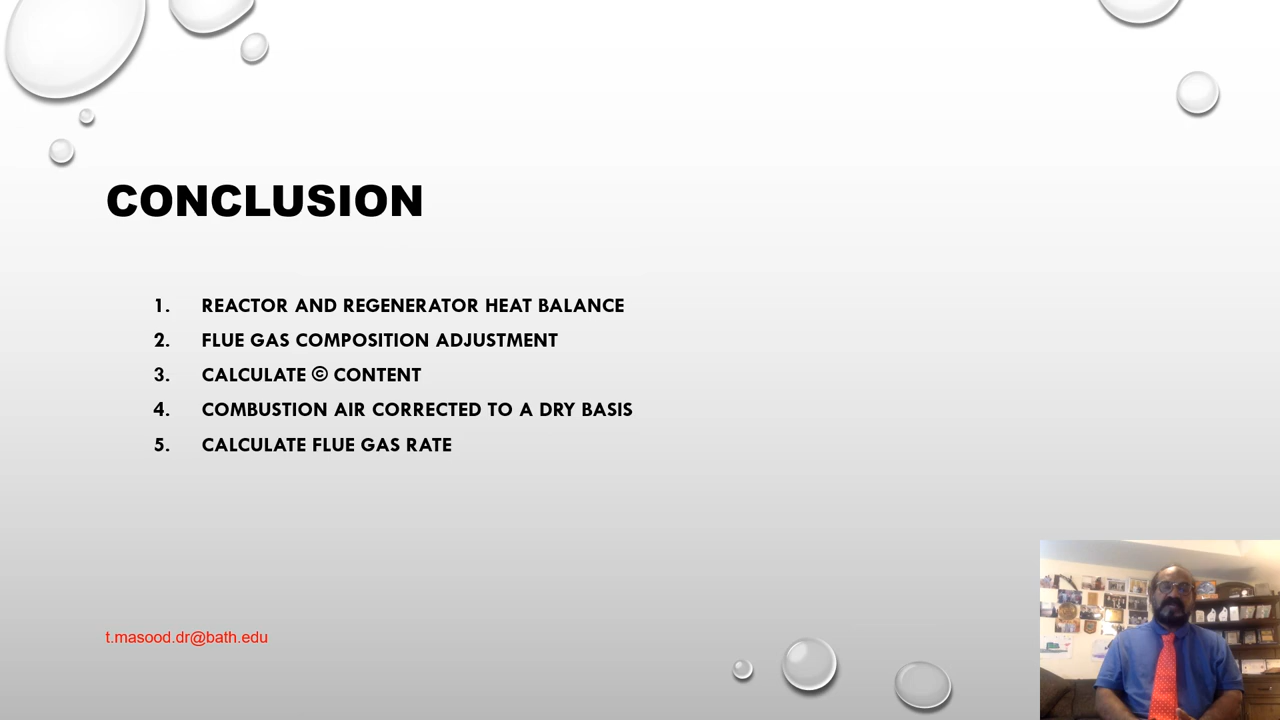 CONCLUSION
1. REACTOR AND REGENERATOR HEAT BALANCE
2. FLUE GAS COMPOSITION ADJUSTMENT
3. CALCULATE © CONTENT
4. COMBUSTION AIR CORRECTED TO A DRY BASIS
5. CALCULATE FLUE GAS RATE
t.masood.dr@bath.edu